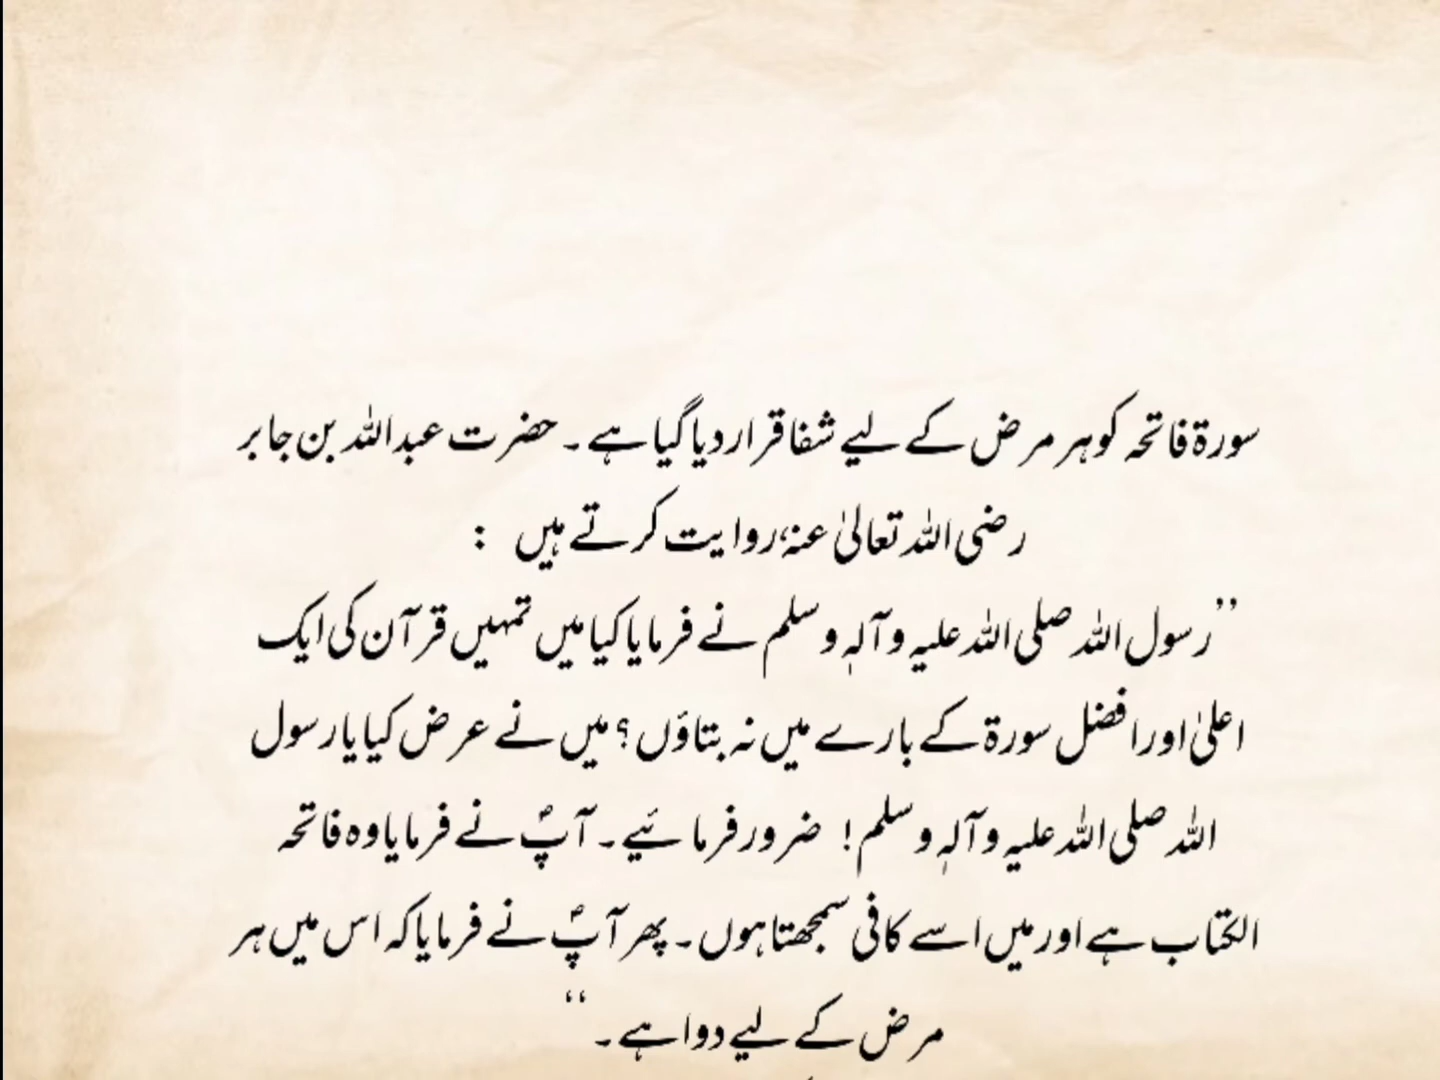 سورۃ فاتحہ کو ہر مرض کے لیے شفا قرار دیا گیا ہے۔ حضرت عبداللہ بن جابر
رضی اللہ تعالیٰ عنہٗ روایت کرتے ہیں :
’’رسول اللہ صلی اللہ علیہ وآلہٖ وسلم نے فرمایا کیا میں تمہیں قرآن کی ایک
اعلیٰ اور افضل سورۃ کے بارے میں نہ بتاؤں؟ میں نے عرض کیا یا رسول
اللہ صلی اللہ علیہ وآلہٖ وسلم! ضرور فرمائیے۔ آپؐ نے فرمایا وہ فاتحہ
الکتاب ہے اور میں اسے کافی سمجھتا ہوں۔ پھر آپؐ نے فرمایا کہ اس میں ہر
مرض کے لیے دوا ہے۔‘‘